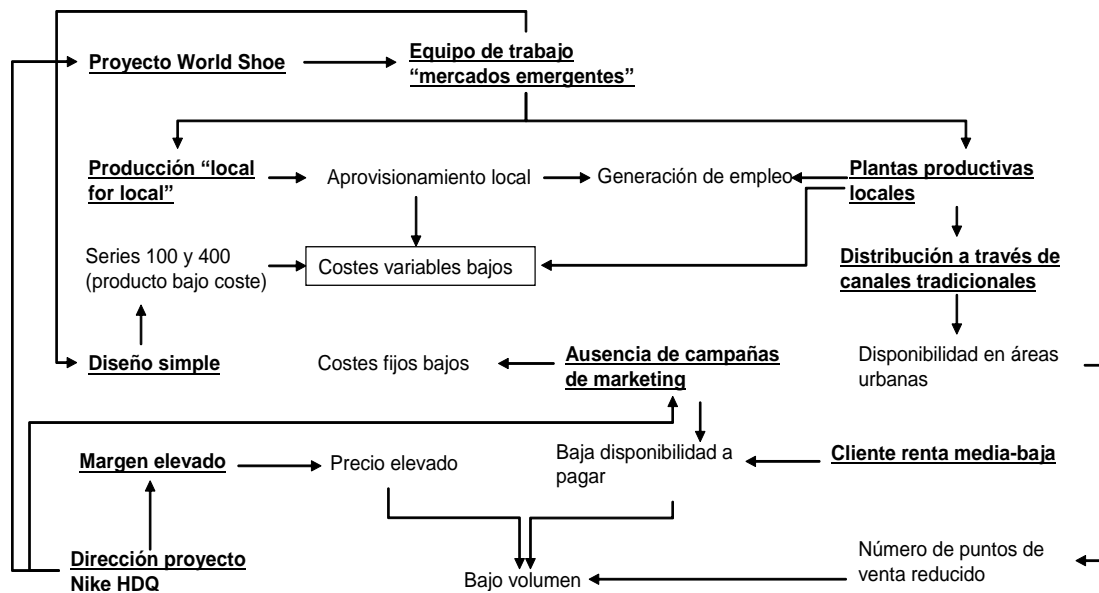 Proyecto World Shoe
Equipo de trabajo
“mercados emergentes”
Producción “local
for local”
Aprovisionamiento local
Generación de empleo
Plantas productivas
locales
Series 100 y 400
(producto bajo coste)
Costes variables bajos
Distribución a través de
canales tradicionales
Diseño simple
Costes fijos bajos
Ausencia de campañas
de marketing
Disponibilidad en áreas
urbanas
Margen elevado
Precio elevado
Baja disponibilidad a
pagar
Cliente renta media-baja
Dirección proyecto
Nike HDQ
Bajo volumen
Número de puntos de
venta reducido